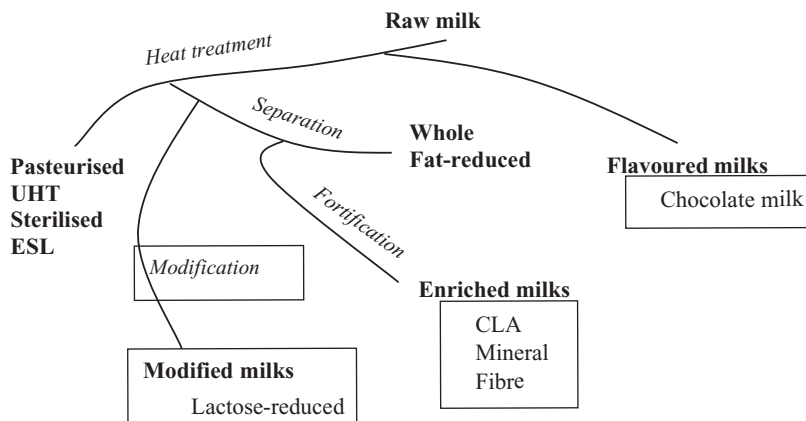 Raw milk
Heat treatment
Separation
Whole
Fat-reduced
Pasteurised
UHT
Sterilised
ESL
Flavoured milks
Chocolate milk
Fortification
Modification
Enriched milks
CLA
Mineral
Fibre
Modified milks
Lactose-reduced